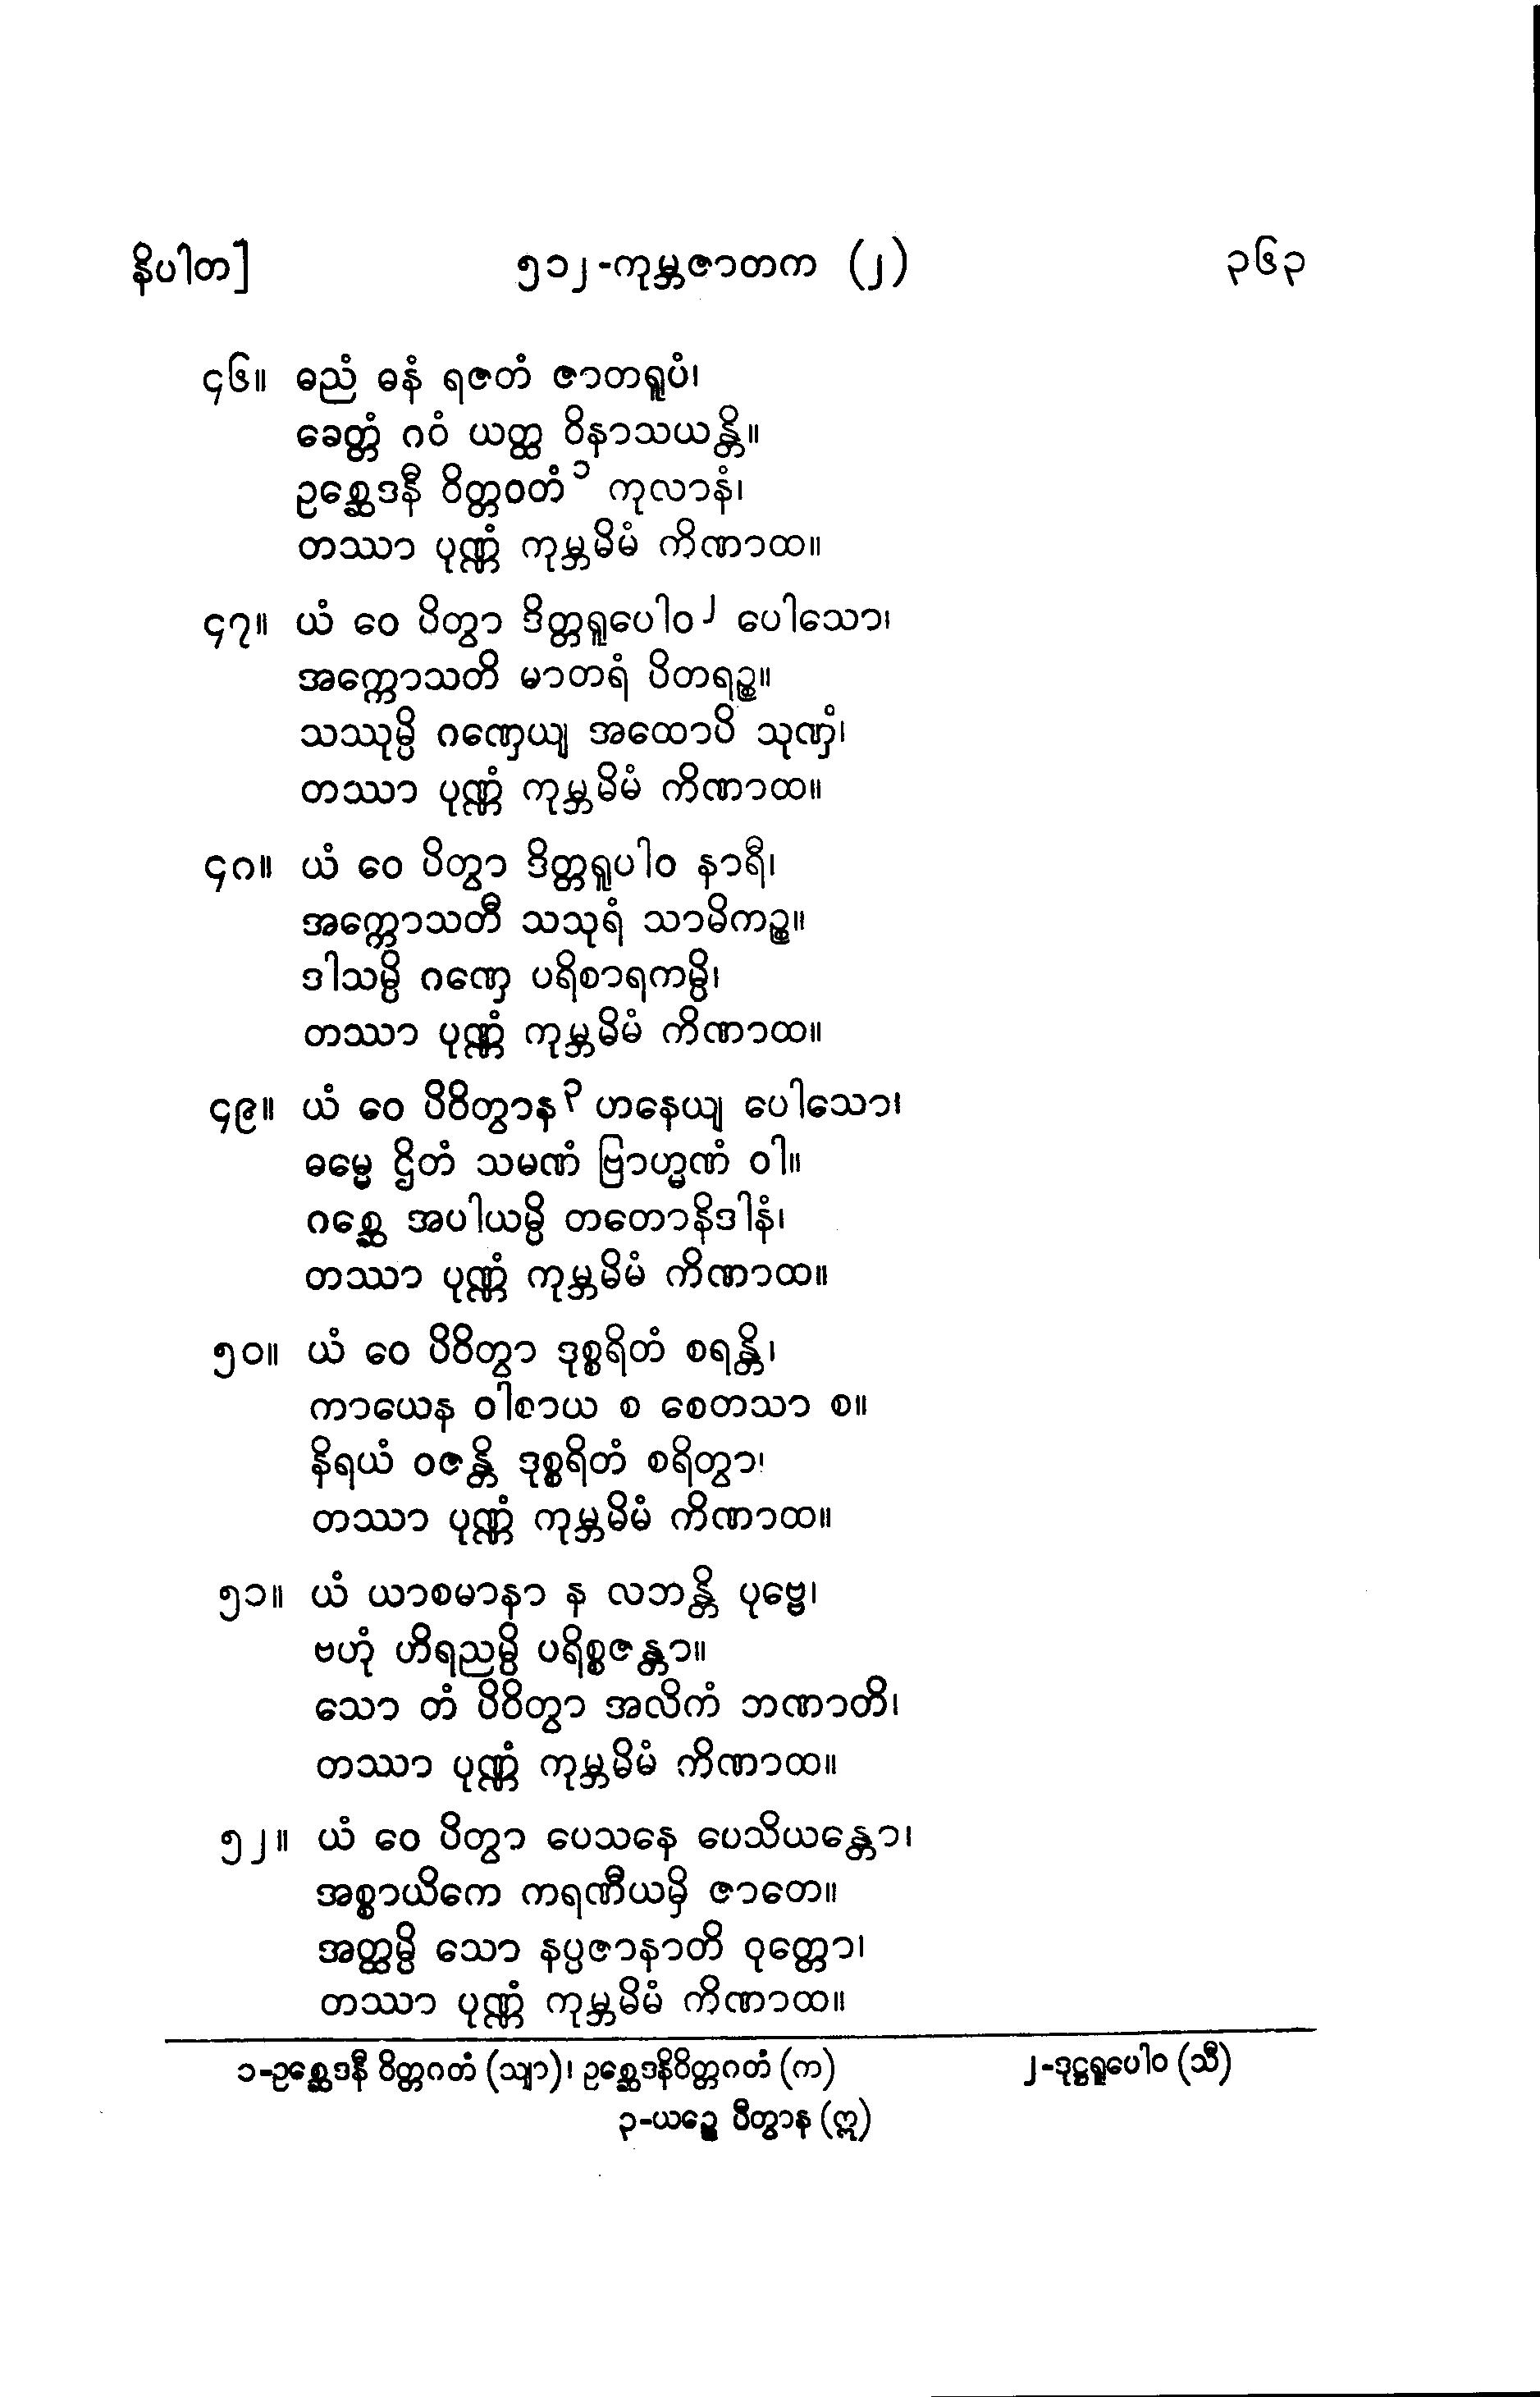 နိပါတ] ၅၁၂-ကုမ္ဘဇာတက (၂) ၃၆၃
၄၆။ ဓညံ ဓနံ ရဇတံ ဇာတရူပံ၊
ခေတ္တံ ဂဝံ ယတ္ထ ဝိနာသယန္တိ။
ဥစ္ဆေဒနီ ဝိတ္တဝတံ ၁ ကုလာနံ၊
တဿာ ပုဏ္ဏံ ကုမ္ဘမိမံ ကိဏာထ။
၄၇။ ယံ ဝေ ပိတွာ ဒိတ္တရူပေါဝ ၂ ပေါသော၊
အက္ကောသတိ မာတရံ ပိတရဉ္စ။
သဿုမ္ပိ ဂဏှေယျ အထောပိ သုဏှံ၊
တဿာ ပုဏ္ဏံ ကုမ္ဘမိမံ ကိဏာထ။
၄၈။ ယံ ဝေ ပိတွာ ဒိတ္တရူပါဝ နာရီ၊
အက္ကောသတီ သသုရံ သာမိကဉ္စ။
ဒါသမ္ပိ ဂဏှေ ပရိစာရကမ္ပိ၊
တဿာ ပုဏ္ဏံ ကုမ္ဘမိမံ ကိဏာထ။
၄၉။ ယံ ဝေ ပိဝိတွာန ၃ ဟနေယျ ပေါသော၊
ဓမ္မေ ဌိတံ သမဏံ ဗြာဟ္မဏံ ဝါ။
ဂစ္ဆေ အပါယမ္ပိ တတောနိဒါနံ၊
တဿာ ပုဏ္ဏံ ကုမ္ဘမိမံ ကိဏာထ။
၅၀။ ယံ ဝေ ပိဝိတွာ ဒုစ္စရိတံ စရန္တိ၊
ကာယေန ဝါစာယ စ စေတသာ စ။
နိရယံ ဝဇန္တိ ဒုစ္စရိတံ စရိတွာ၊
တဿာ ပုဏ္ဏံ ကုမ္ဘမိမံ ကိဏာထ။
၅၁။ ယံ ယာစမာနာ န လဘန္တိ ပုဗ္ဗေ၊
ဗဟုံ ဟိရညမ္ပိ ပရိစ္စဇန္တာ။
သော တံ ပိဝိတွာ အလိကံ ဘဏာတိ၊
တဿာ ပုဏ္ဏံ ကုမ္ဘမိမံ ကိဏာထ။
၅၂။ ယံ ဝေ ပိတွာ ပေသနေ ပေသိယန္တော၊
အစ္စာယိကေ ကရဏီယမှိ ဇာတေ။
အတ္ထမ္ပိ သော နပ္ပဇာနာတိ ဝုတ္တော၊
တဿာ ပုဏ္ဏံ ကုမ္ဘမိမံ ကိဏာထ။
၁-ဥစ္ဆေဒနီ ဝိတ္တဂတံ (သျာ)၊ ဥစ္ဆေဒနိဝိတ္တဂတံ (က) ၂-ဒုဋ္ဌရူပေါဝ (သီ)
၃-ယဉ္စေ ပီတွာန (ဣ)